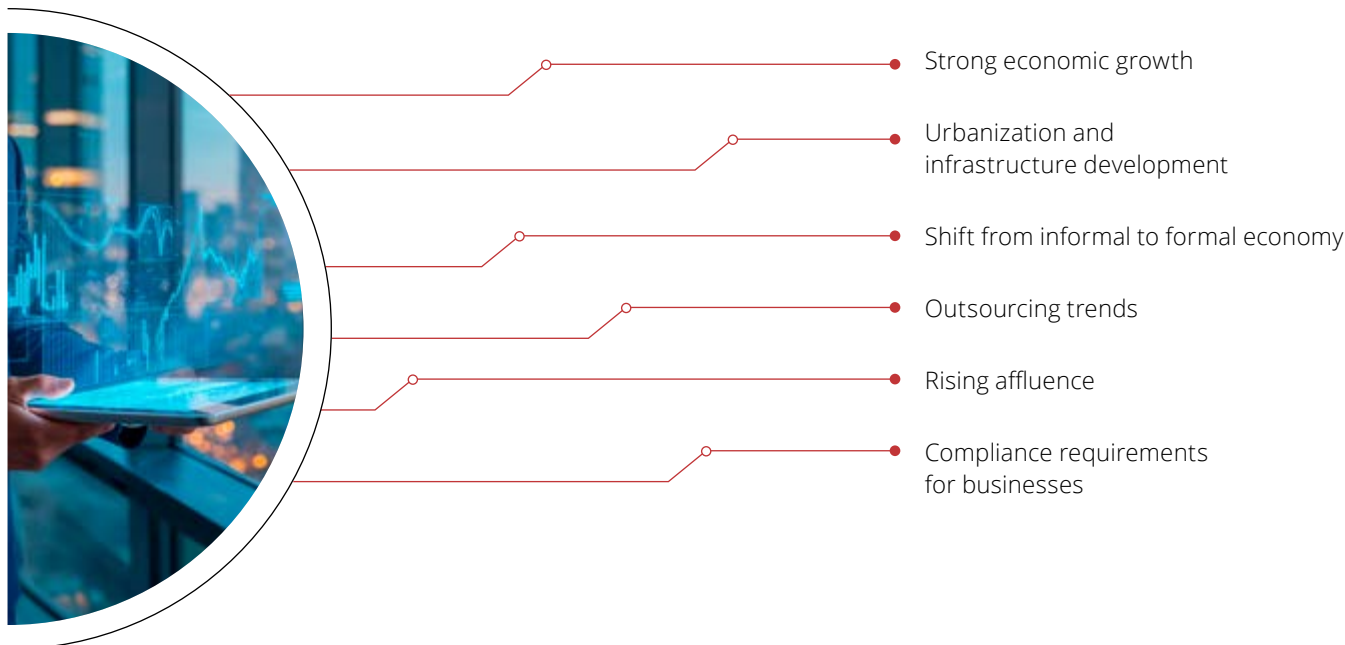 Strong economic growth
Urbanization and
infrastructure development
Shift from informal to formal economy
Outsourcing trends
Rising affluence
Compliance requirements
for businesses